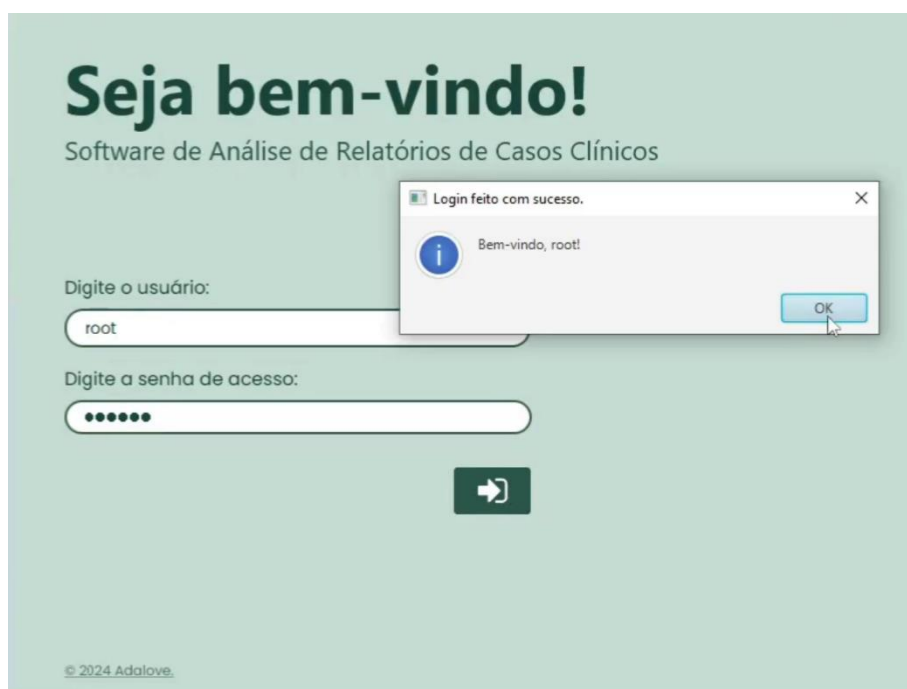 Seja bem-vindo!
Software de Análise de Relatórios de Casos Clínicos
Login feito com sucesso.
Bem-vindo, root!
OK
Digite o usuário:
root
Digite a senha de acesso:
••••••
© 2024 Adalove.